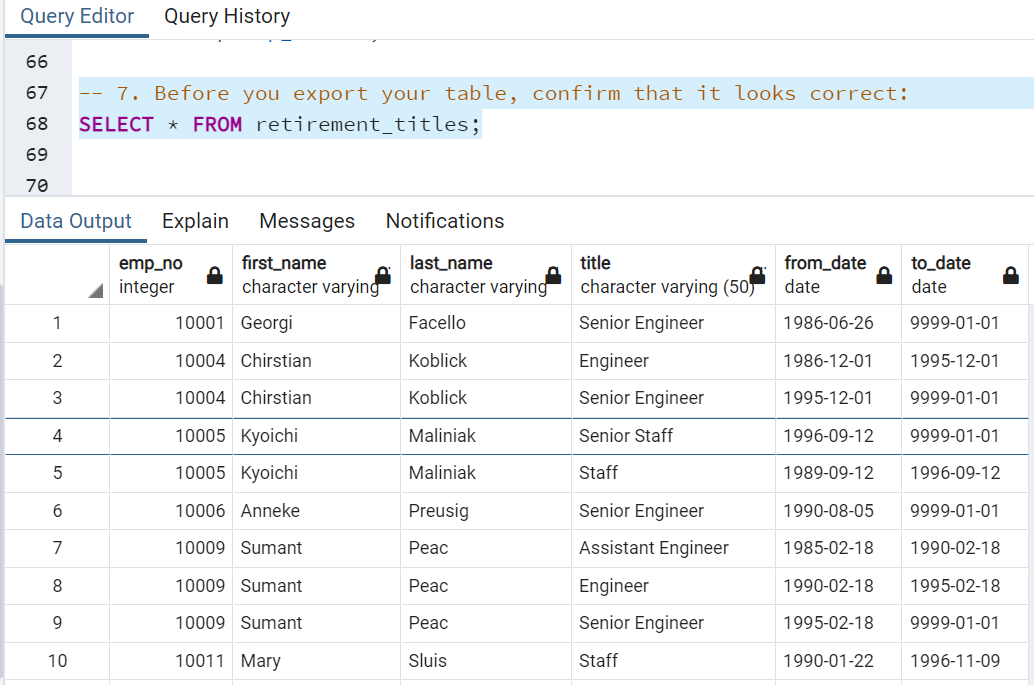 Query Editor Query History
66
67 -- 7. Before you export your table, confirm that it looks correct:
68 SELECT * FROM retirement_titles;
69
70
Data Output Explain Messages Notifications
emp_no first_name last_name title from_date to_date
integer character varying character varying character varying (50) date date
1 10001 Georgi Facello Senior Engineer 1986-06-26 9999-01-01
2 10004 Chirstian Koblick Engineer 1986-12-01 1995-12-01
3 10004 Chirstian Koblick Senior Engineer 1995-12-01 9999-01-01
4 10005 Kyoichi Maliniak Senior Staff 1996-09-12 9999-01-01
5 10005 Kyoichi Maliniak Staff 1989-09-12 1996-09-12
6 10006 Anneke Preusig Senior Engineer 1990-08-05 9999-01-01
7 10009 Sumant Peac Assistant Engineer 1985-02-18 1990-02-18
8 10009 Sumant Peac Engineer 1990-02-18 1995-02-18
9 10009 Sumant Peac Senior Engineer 1995-02-18 9999-01-01
10 10011 Mary Sluis Staff 1990-01-22 1996-11-09